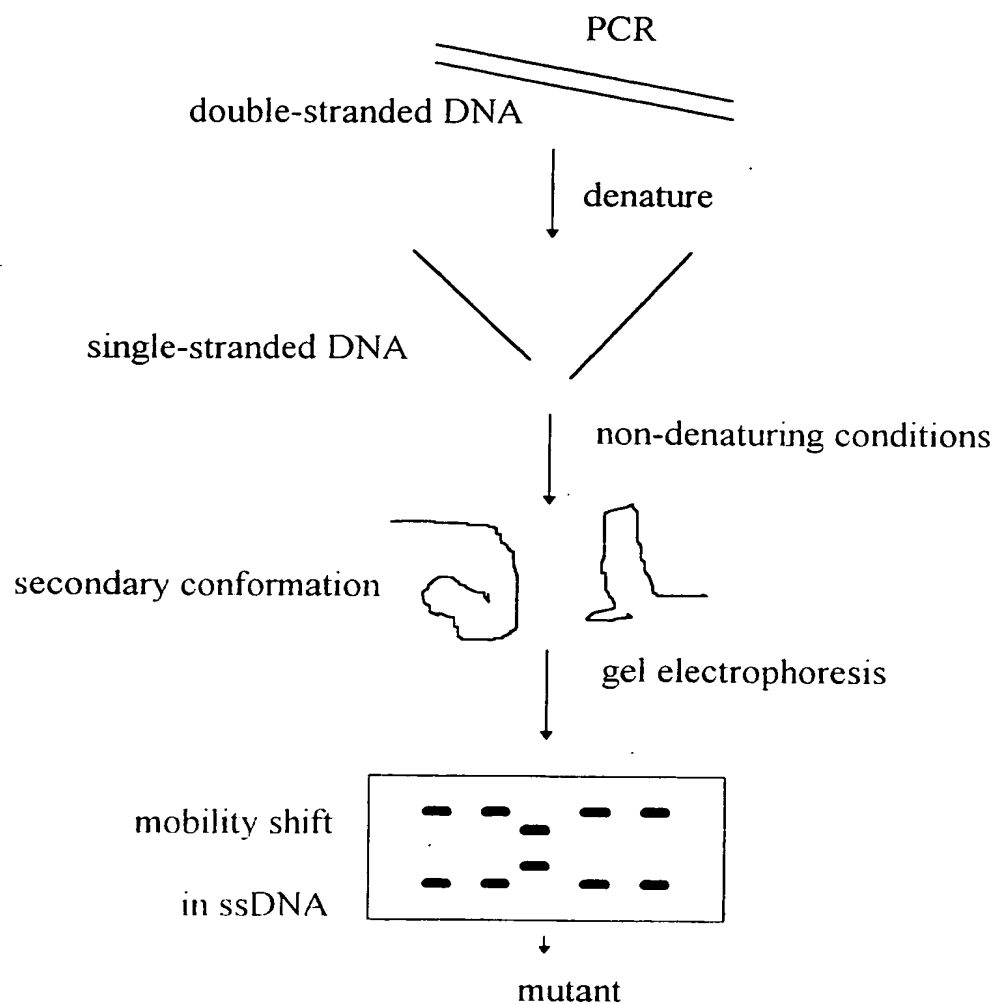 PCR
double-stranded DNA
denature
single-stranded DNA
non-denaturing conditions
secondary conformation
gel electrophoresis
mobility shift
in ssDNA
mutant